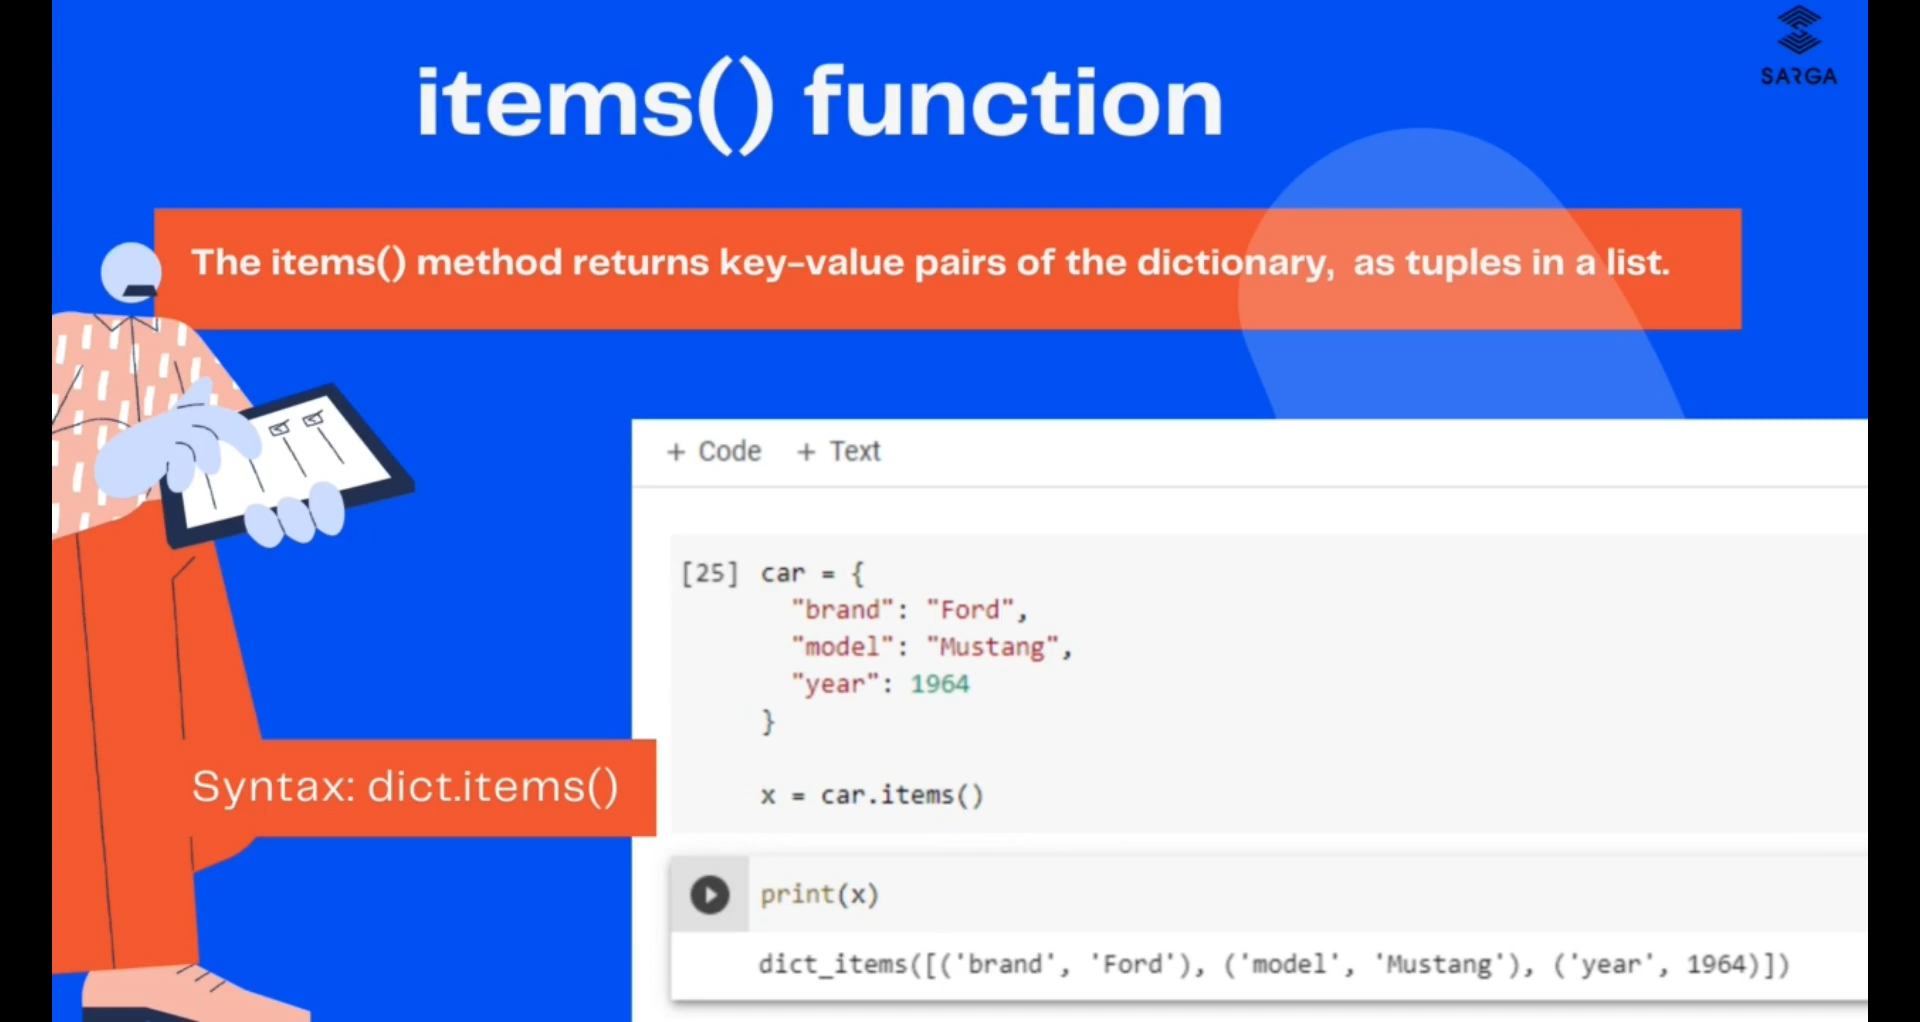 SARGA
items() function
The items() method returns key-value pairs of the dictionary, as tuples in a list.
+ Code + Text
[25] car = {
"brand": "Ford",
"model": "Mustang",
"year": 1964
}
Syntax: dict.items()
x = car.items()
print(x)
dict_items([('brand', 'Ford'), ('model', 'Mustang'), ('year', 1964)])